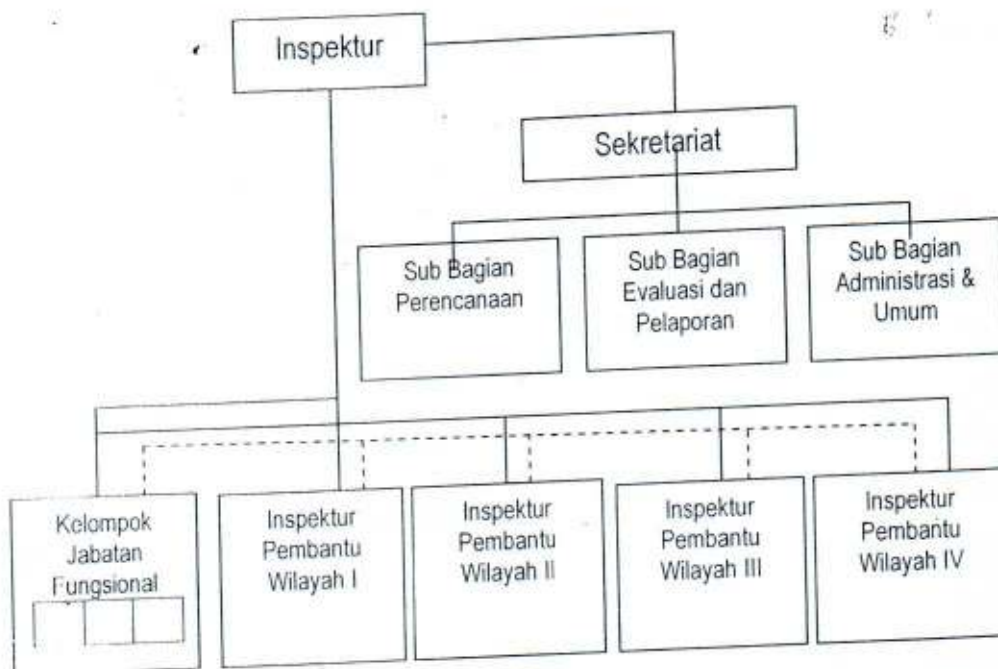 Inspektur
Sekretariat
Sub Bagian
Perencanaan
Sub Bagian
Evaluasi dan
Pelaporan
Sub Bagian
Administrasi &
Umum
Kelompok
Jabatan
Fungsional
Inspektur
Pembantu
Wilayah I
Inspektur
Pembantu
Wilayah II
Inspektur
Pembantu
Wilayah III
Inspektur
Pembantu
Wilayah IV